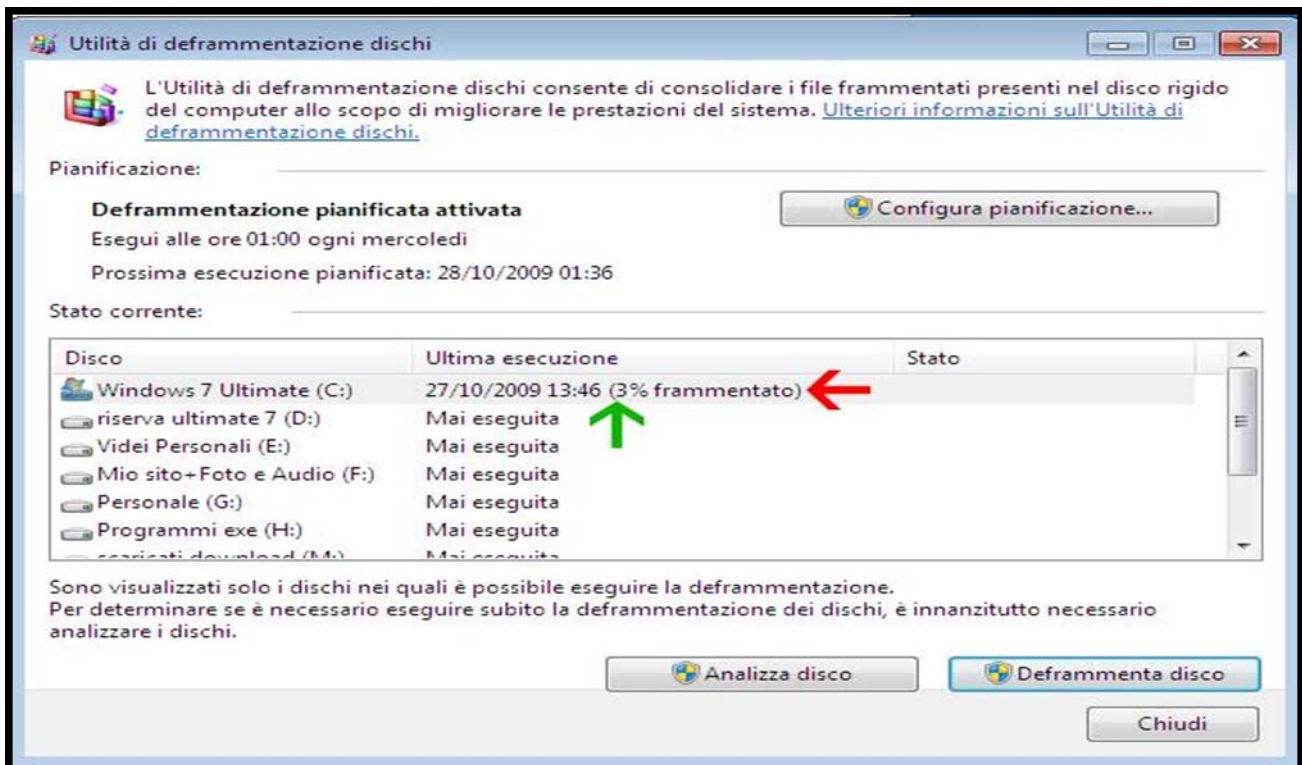 Utilità di deframmentazione dischi
L'Utilità di deframmentazione dischi consente di consolidare i file frammentati presenti nel disco rigido
del computer allo scopo di migliorare le prestazioni del sistema. Ulteriori informazioni sull'Utilità di
deframmentazione dischi.
Pianificazione:
Deframmentazione pianificata attivata
Configura pianificazione...
Esegui alle ore 01:00 ogni mercoledì
Prossima esecuzione pianificata: 28/10/2009 01:36
Stato corrente:
Disco Ultima esecuzione Stato
Windows 7 Ultimate (C:) 27/10/2009 13:46 (3% frammentato)
riserva ultimate 7 (D:) Mai eseguita
Videi Personali (E:) Mai eseguita
Mio sito+Foto e Audio (F:) Mai eseguita
Personale (G:) Mai eseguita
Programmi exe (H:) Mai eseguita
scaricati download (M:) Mai eseguita
Sono visualizzati solo i dischi nei quali è possibile eseguire la deframmentazione.
Per determinare se è necessario eseguire subito la deframmentazione dei dischi, è innanzitutto necessario
analizzare i dischi.
Analizza disco Deframmenta disco
Chiudi